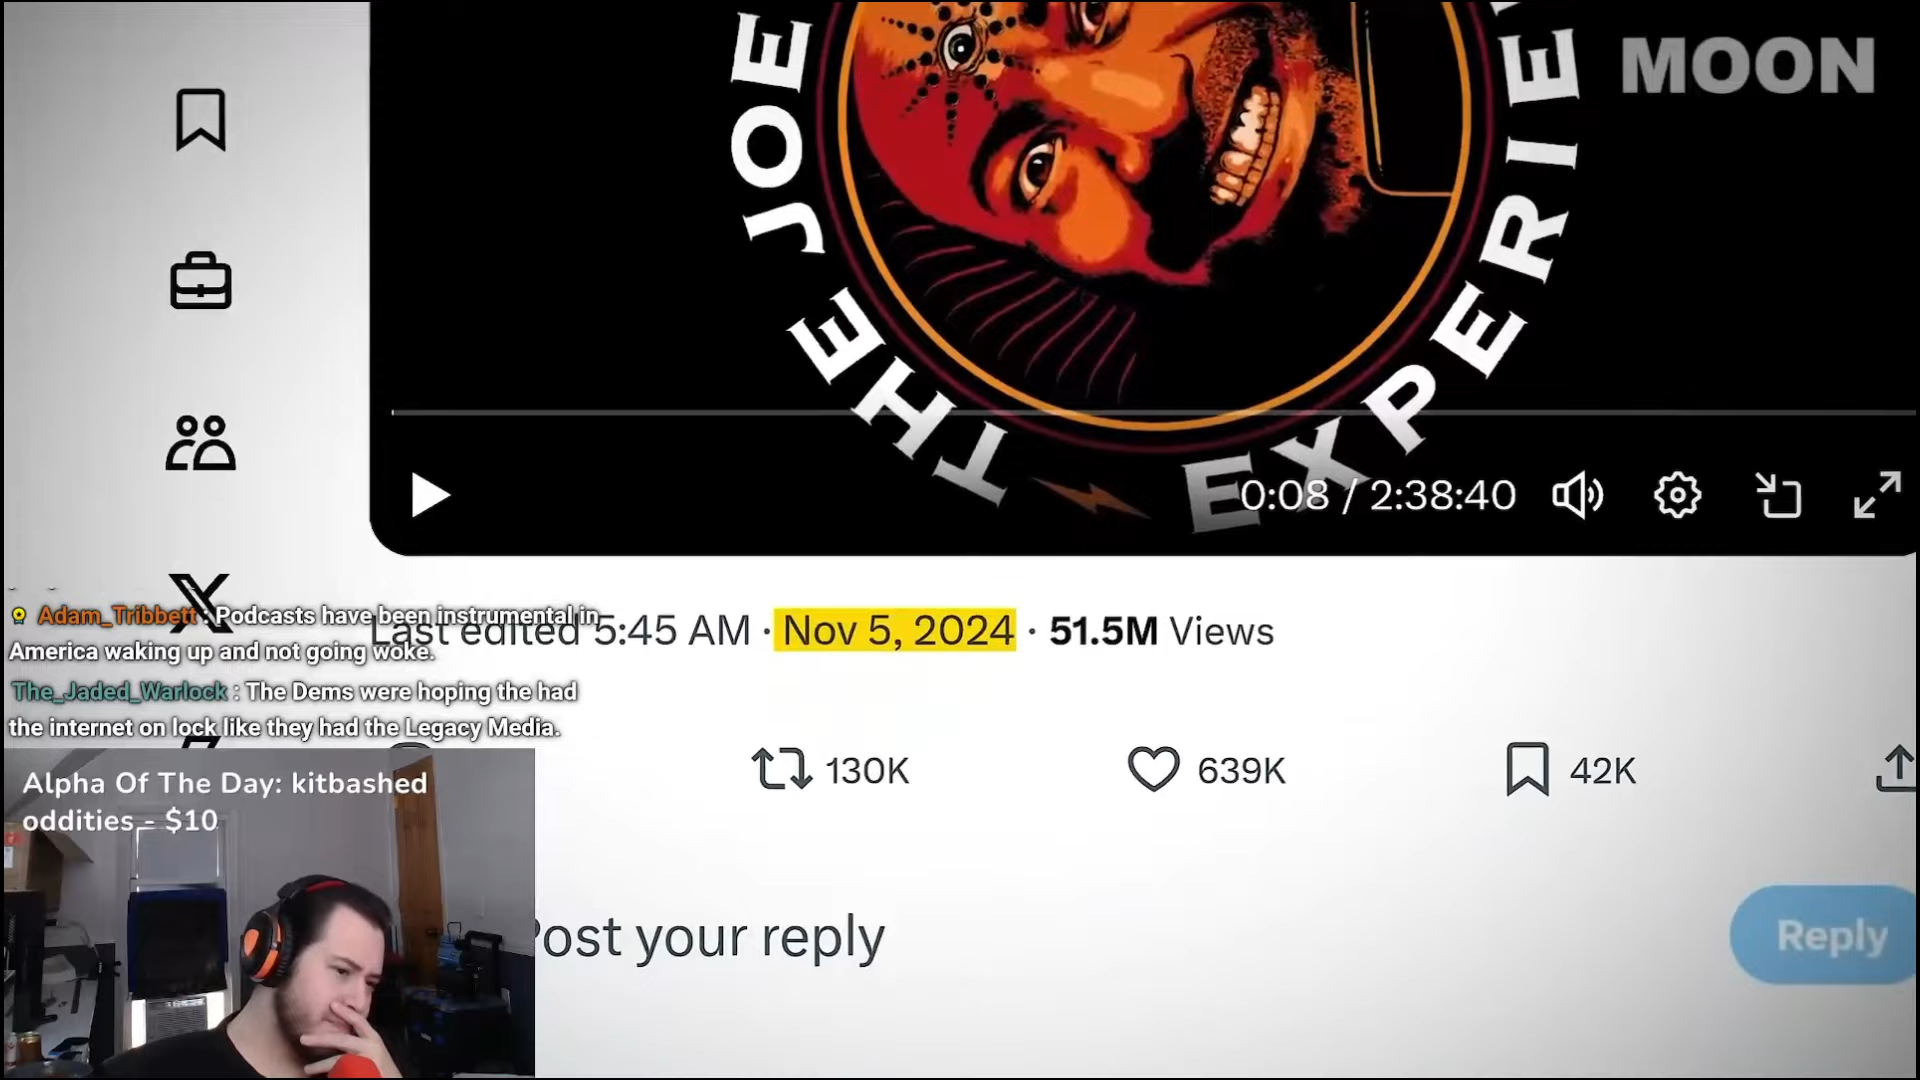 THE JOE
EXPERIE
MOON
0:08 / 2:38:40
Adam_Tribbett : Podcasts have been instrumental in
America waking up and not going woke.
Last edited 5:45 AM · Nov 5, 2024 · 51.5M Views
The_Jaded_Warlock : The Dems were hoping the had
the internet on lock like they had the Legacy Media.
130K
639K
42K
Alpha Of The Day: kitbashed
oddities - $10
Post your reply
Reply